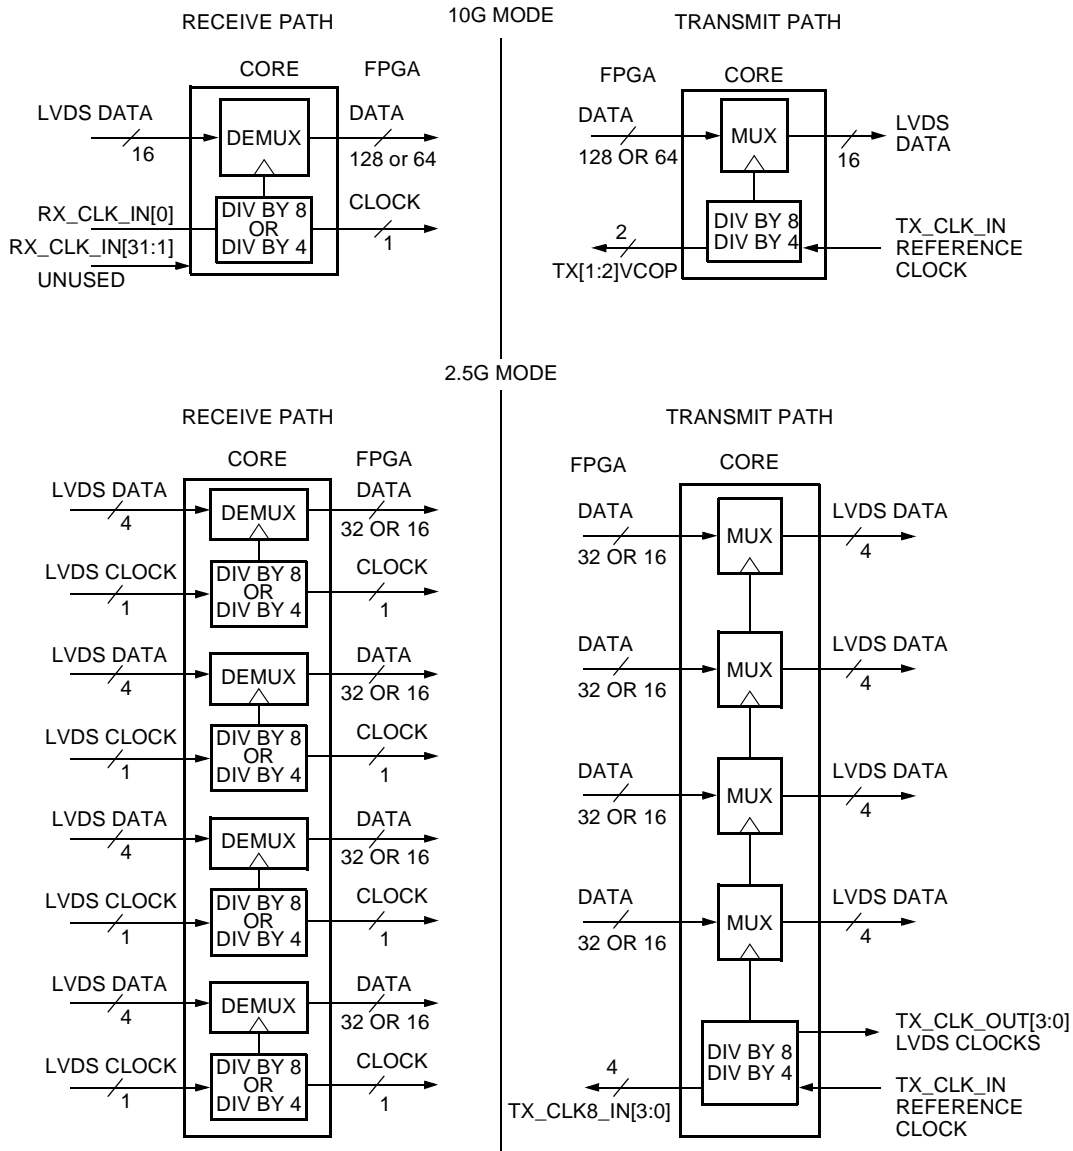 10G MODE
RECEIVE PATH
CORE
FPGA
LVDS DATA
16
DEMUX
DATA
128 or 64
RX_CLK_IN[0]
RX_CLK_IN[31:1]
UNUSED
DIV BY 8
OR
DIV BY 4
CLOCK
1
TRANSMIT PATH
FPGA
CORE
DATA
128 OR 64
MUX
16
LVDS
DATA
2
TX[1:2]VCOP
DIV BY 8
DIV BY 4
TX_CLK_IN
REFERENCE
CLOCK
2.5G MODE
RECEIVE PATH
CORE
FPGA
LVDS DATA
4
DEMUX
DATA
32 OR 16
LVDS CLOCK
1
DIV BY 8
OR
DIV BY 4
CLOCK
1
LVDS DATA
4
DEMUX
DATA
32 OR 16
LVDS CLOCK
1
DIV BY 8
OR
DIV BY 4
CLOCK
1
LVDS DATA
4
DEMUX
DATA
32 OR 16
LVDS CLOCK
1
DIV BY 8
OR
DIV BY 4
CLOCK
1
LVDS DATA
4
DEMUX
DATA
32 OR 16
LVDS CLOCK
1
DIV BY 8
OR
DIV BY 4
CLOCK
1
TRANSMIT PATH
FPGA
CORE
DATA
32 OR 16
MUX
LVDS DATA
4
DATA
32 OR 16
MUX
LVDS DATA
4
DATA
32 OR 16
MUX
LVDS DATA
4
DATA
32 OR 16
MUX
LVDS DATA
4
4
TX_CLK8_IN[3:0]
DIV BY 8
DIV BY 4
TX_CLK_OUT[3:0]
LVDS CLOCKS
TX_CLK_IN
REFERENCE
CLOCK